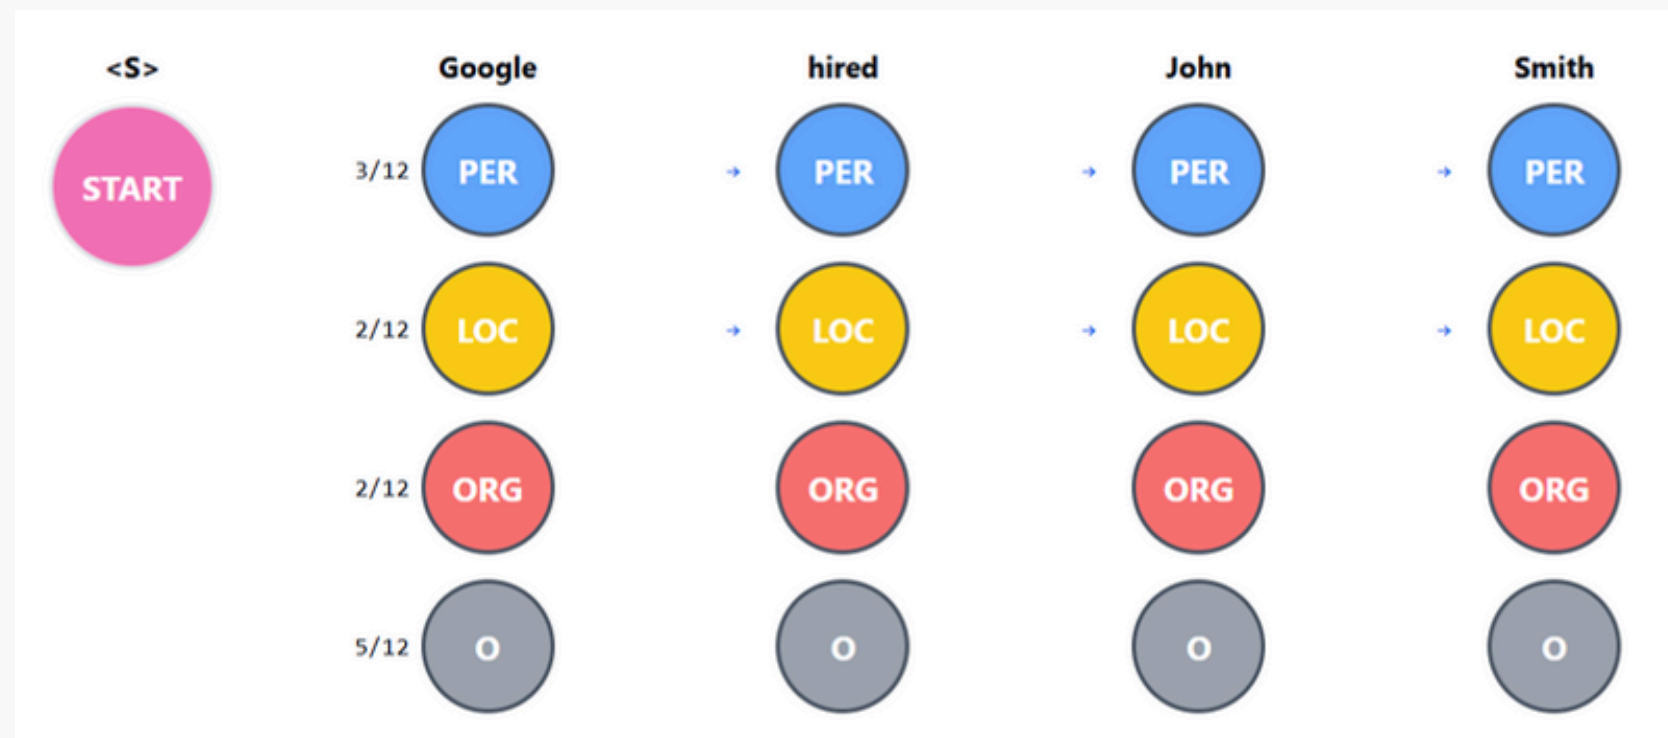 <S> Google hired John Smith
START
3/12 PER → PER → PER → PER
2/12 LOC → LOC → LOC → LOC
2/12 ORG ORG ORG ORG
5/12 O O O O